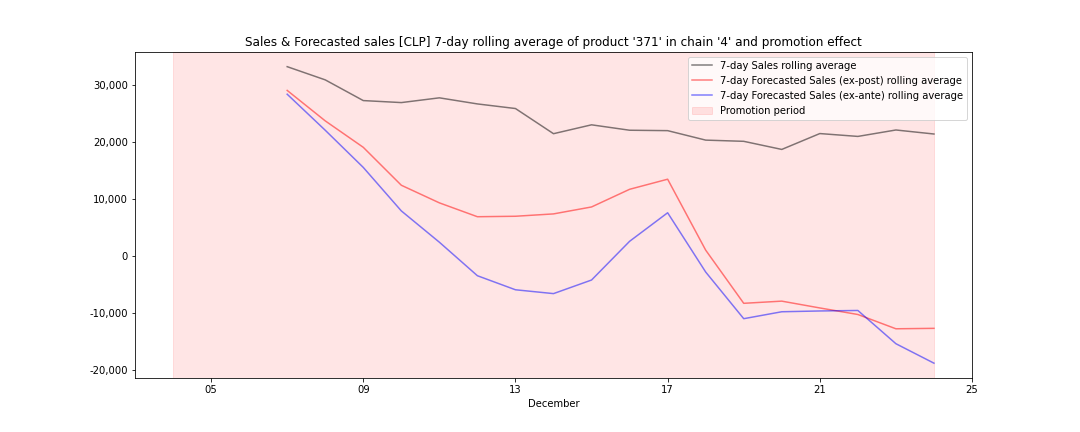 Sales & Forecasted sales [CLP] 7-day rolling average of product '371' in chain '4' and promotion effect
7-day Sales rolling average
7-day Forecasted Sales (ex-post) rolling average
7-day Forecasted Sales (ex-ante) rolling average
Promotion period
30,000
20,000
10,000
0
-10,000
-20,000
05 09 13 17 21 25
December